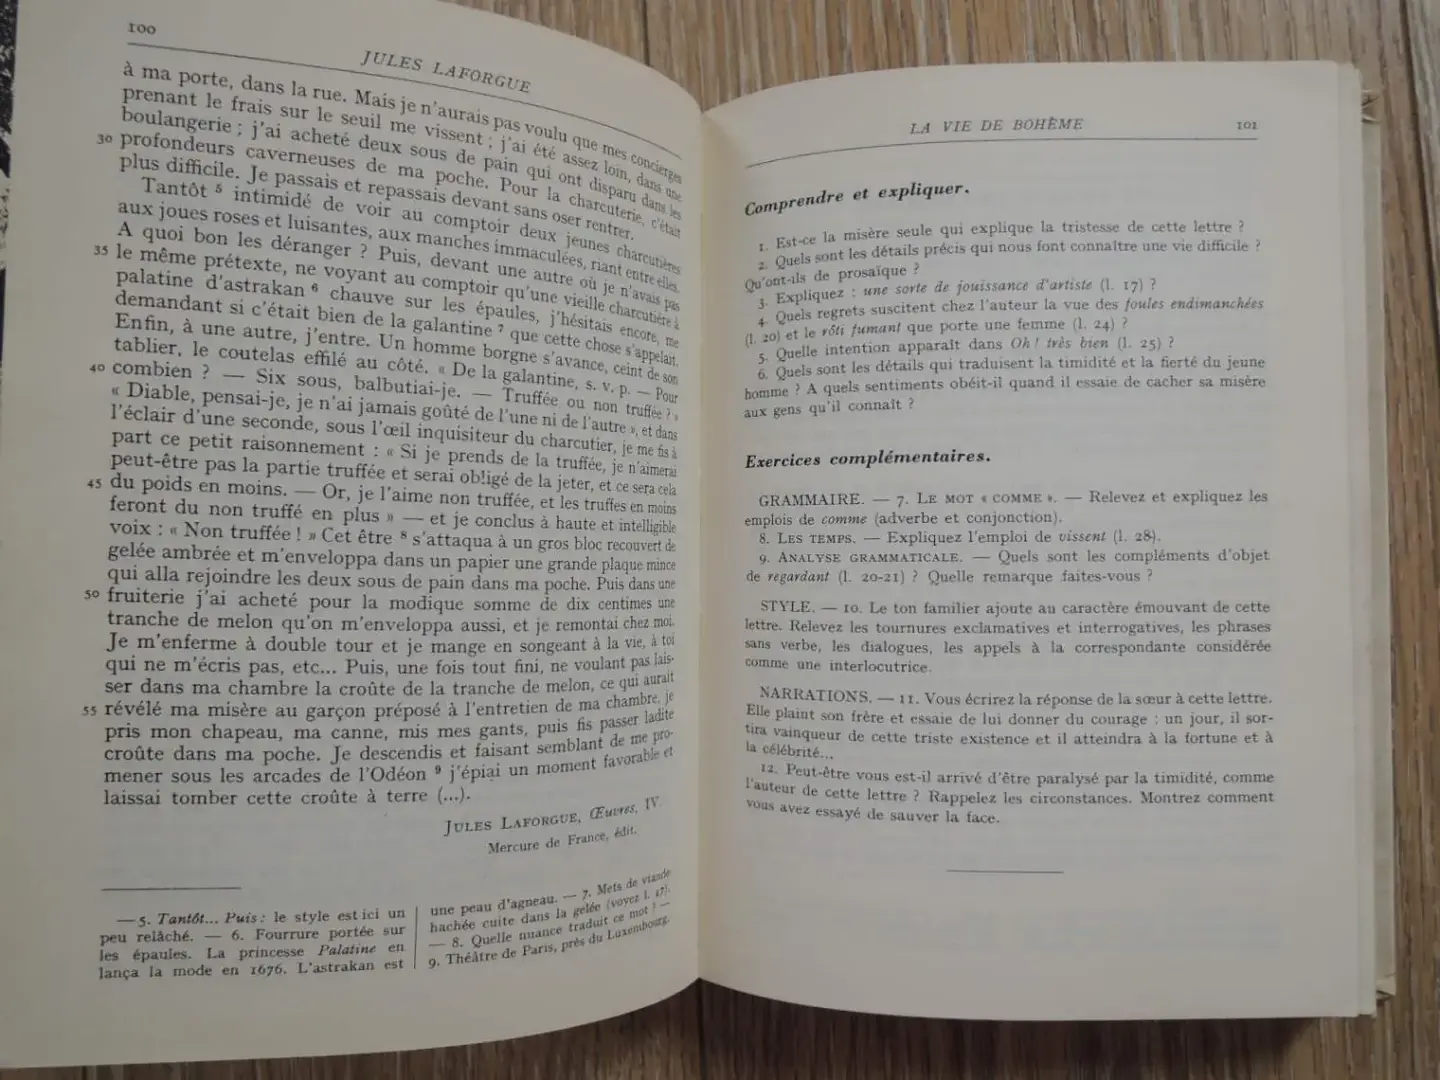 100
JULES LAFORGUE
à ma porte, dans la rue. Mais je n'aurais pas voulu que mes concierges
prenant le frais sur le seuil me vissent ; j'ai été assez loin, dans une
boulangerie ; j'ai acheté deux sous de pain qui ont disparu dans les
30 profondeurs caverneuses de ma poche. Pour la charcuterie, c'était
plus difficile. Je passais et repassais devant sans oser rentrer.
Tantôt 5 intimidé de voir au comptoir deux jeunes charcutières
aux joues roses et luisantes, aux manches immaculées, riant entre elles.
A quoi bon les déranger ? Puis, devant une autre où je n'avais pas
35 le même prétexte, ne voyant au comptoir qu'une vieille charcutière à
palatine d'astrakan 6 chauve sur les épaules, j'hésitais encore, me
demandant si c'était bien de la galantine 7 que cette chose s'appelait.
Enfin, à une autre, j'entre. Un homme borgne s'avance, ceint de son
tablier, le coutelas effilé au côté. « De la galantine, s. v. p. — Pour
40 combien ? — Six sous, balbutiai-je. — Truffée ou non truffée ? »
« Diable, pensai-je, je n'ai jamais goûté de l'une ni de l'autre », et dans
l'éclair d'une seconde, sous l'œil inquisiteur du charcutier, je me fis à
part ce petit raisonnement : « Si je prends de la truffée, je n'aimerai
peut-être pas la partie truffée et serai obligé de la jeter, et ce sera cela
45 du poids en moins. — Or, je l'aime non truffée, et les truffes en moins
feront du non truffé en plus » — et je conclus à haute et intelligible
voix : « Non truffée ! » Cet être 8 s'attaqua à un gros bloc recouvert de
gelée ambrée et m'enveloppa dans un papier une grande plaque mince
qui alla rejoindre les deux sous de pain dans ma poche. Puis dans une
50 fruiterie j'ai acheté pour la modique somme de dix centimes une
tranche de melon qu'on m'enveloppa aussi, et je remontai chez moi.
Je m'enferme à double tour et je mange en songeant à la vie, à toi
qui ne m'écris pas, etc... Puis, une fois tout fini, ne voulant pas lais-
ser dans ma chambre la croûte de la tranche de melon, ce qui aurait
55 révélé ma misère au garçon préposé à l'entretien de ma chambre, je
pris mon chapeau, ma canne, mis mes gants, puis fis passer ladite
croûte dans ma poche. Je descendis et faisant semblant de me pro-
mener sous les arcades de l'Odéon 9 j'épiai un moment favorable et
laissai tomber cette croûte à terre (...).
JULES LAFORGUE, Œuvres, IV.
Mercure de France, édit.
— 5. Tantôt... Puis : le style est ici un
peu relâché. — 6. Fourrure portée sur
les épaules. La princesse Palatine en
lança la mode en 1676. L'astrakan est
une peau d'agneau. — 7. Mets de viande
hachée cuite dans la gelée (voyez l. 17).
— 8. Quelle nuance traduit ce mot ? —
9. Théâtre de Paris, près du Luxembourg.
LA VIE DE BOHÈME
101
Comprendre et expliquer.
1. Est-ce la misère seule qui explique la tristesse de cette lettre ?
2. Quels sont les détails précis qui nous font connaître une vie difficile ?
Qu'ont-ils de prosaïque ?
3. Expliquez : une sorte de jouissance d'artiste (l. 17) ?
4. Quels regrets suscitent chez l'auteur la vue des foules endimanchées
(l. 20) et le rôti fumant que porte une femme (l. 24) ?
5. Quelle intention apparaît dans Oh ! très bien (l. 25) ?
6. Quels sont les détails qui traduisent la timidité et la fierté du jeune
homme ? A quels sentiments obéit-il quand il essaie de cacher sa misère
aux gens qu'il connaît ?
Exercices complémentaires.
GRAMMAIRE. — 7. LE MOT « COMME ». — Relevez et expliquez les
emplois de comme (adverbe et conjonction).
8. LES TEMPS. — Expliquez l'emploi de vissent (l. 28).
9. ANALYSE GRAMMATICALE. — Quels sont les compléments d'objet
de regardant (l. 20-21) ? Quelle remarque faites-vous ?
STYLE. — 10. Le ton familier ajoute au caractère émouvant de cette
lettre. Relevez les tournures exclamatives et interrogatives, les phrases
sans verbe, les dialogues, les appels à la correspondante considérée
comme une interlocutrice.
NARRATIONS. — 11. Vous écrirez la réponse de la sœur à cette lettre.
Elle plaint son frère et essaie de lui donner du courage : un jour, il sor-
tira vainqueur de cette triste existence et il atteindra à la fortune et à
la célébrité...
12. Peut-être vous est-il arrivé d'être paralysé par la timidité, comme
l'auteur de cette lettre ? Rappelez les circonstances. Montrez comment
vous avez essayé de sauver la face.